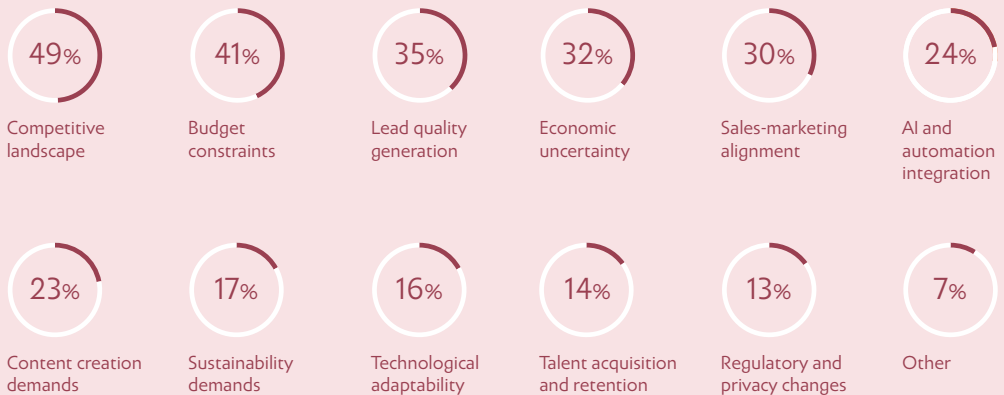 49%
Competitive
landscape
41%
Budget
constraints
35%
Lead quality
generation
32%
Economic
uncertainty
30%
Sales-marketing
alignment
24%
AI and
automation
integration
23%
Content creation
demands
17%
Sustainability
demands
16%
Technological
adaptability
14%
Talent acquisition
and retention
13%
Regulatory and
privacy changes
7%
Other